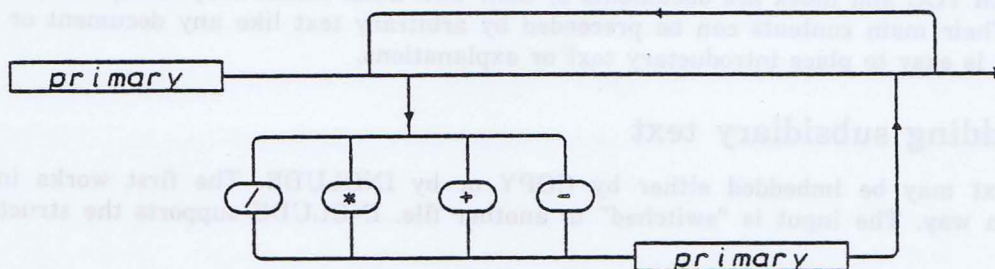 Their main contents can be preceded by arbitrary text like any document or
is easy to place introductory text or explanations.
primary
dding subsidiary text
/ * + -
xt may be imbedded either by COPY or by INCLUDE. The first works in
way. The input is "switched" to another file. INCLUDE supports the struct
primary